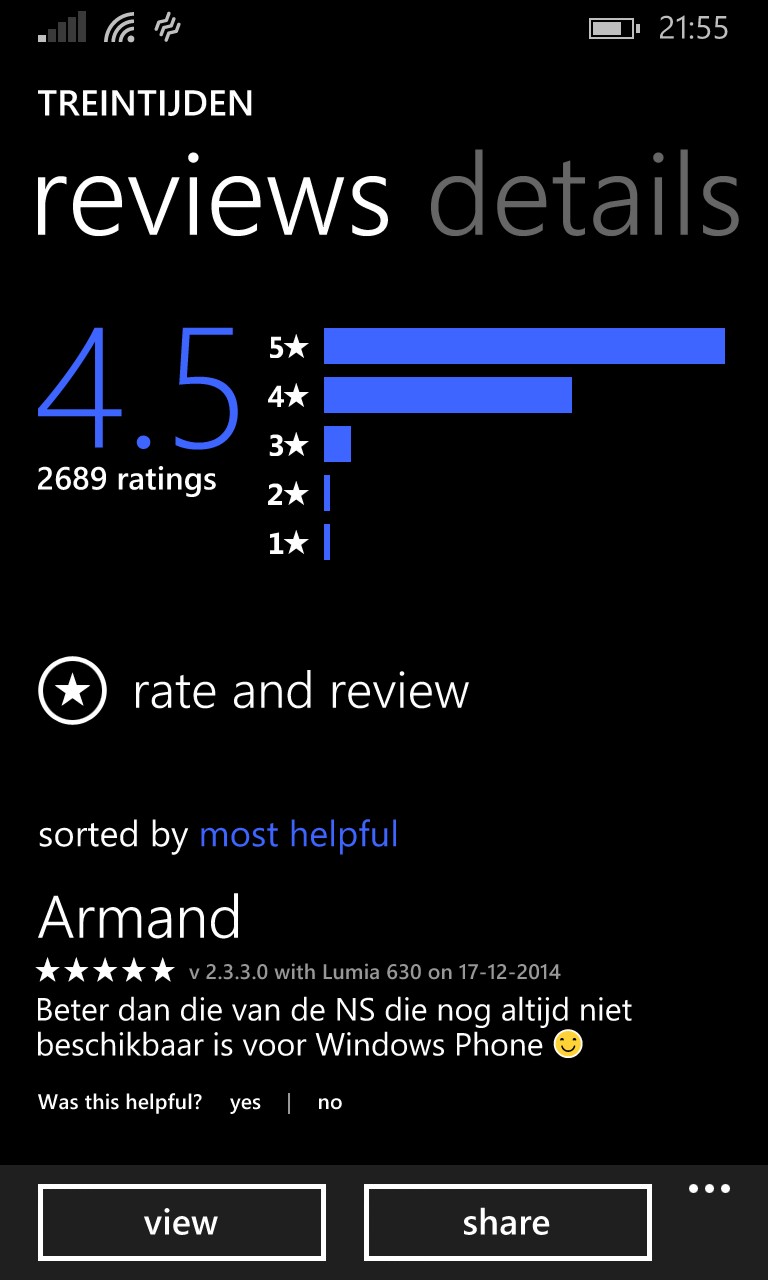 21:55
TREINTIJDEN
reviews details
4.5
2689 ratings
5★
4★
3★
2★
1★
rate and review
sorted by most helpful
Armand
★★★★★ v 2.3.3.0 with Lumia 630 on 17-12-2014
Beter dan die van de NS die nog altijd niet
beschikbaar is voor Windows Phone 🙂
Was this helpful? yes | no
view share